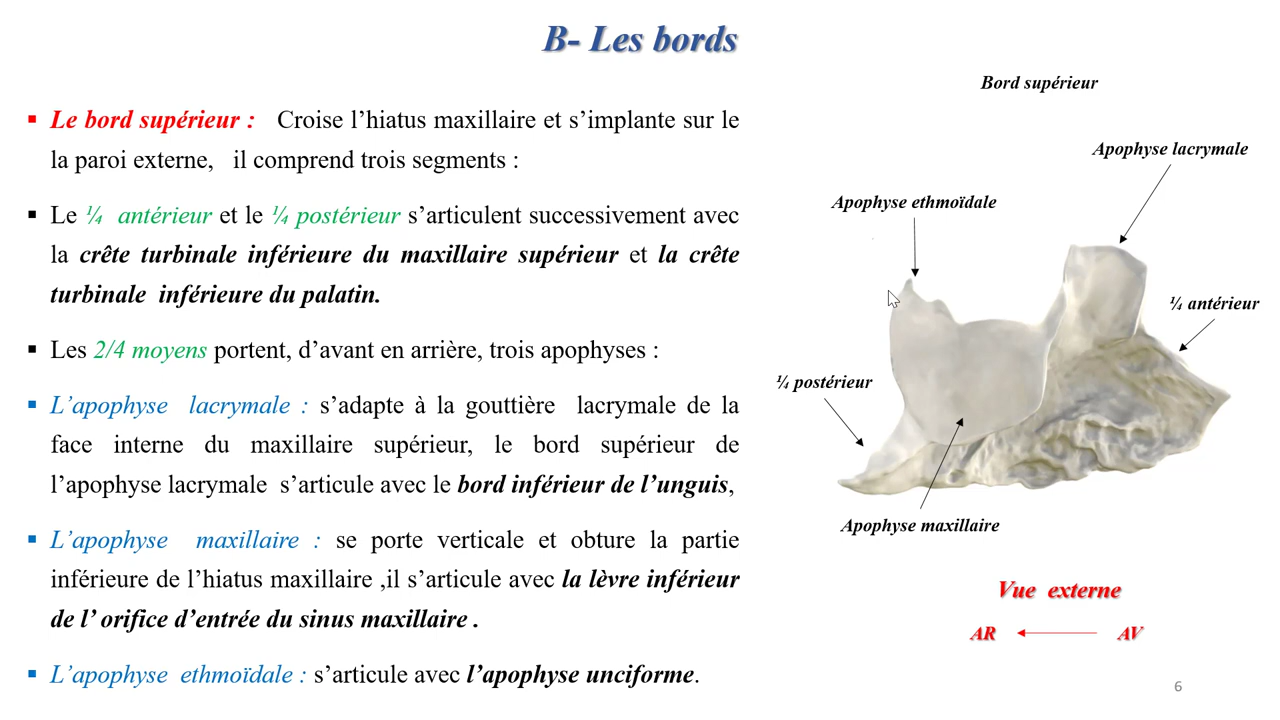 B- Les bords
▪ Le bord supérieur : Croise l’hiatus maxillaire et s’implante sur le
la paroi externe, il comprend trois segments :
▪ Le ¼ antérieur et le ¼ postérieur s’articulent successivement avec
la crête turbinale inférieure du maxillaire supérieur et la crête
turbinale inférieure du palatin.
▪ Les 2/4 moyens portent, d’avant en arrière, trois apophyses :
▪ L’apophyse lacrymale : s’adapte à la gouttière lacrymale de la
face interne du maxillaire supérieur, le bord supérieur de
l’apophyse lacrymale s’articule avec le bord inférieur de l’unguis,
▪ L’apophyse maxillaire : se porte verticale et obture la partie
inférieure de l’hiatus maxillaire ,il s’articule avec la lèvre inférieur
de l’ orifice d’entrée du sinus maxillaire .
▪ L’apophyse ethmoïdale : s’articule avec l’apophyse unciforme.
Bord supérieur
Apophyse lacrymale
Apophyse ethmoïdale
¼ antérieur
¼ postérieur
Apophyse maxillaire
Vue externe
AR AV
6